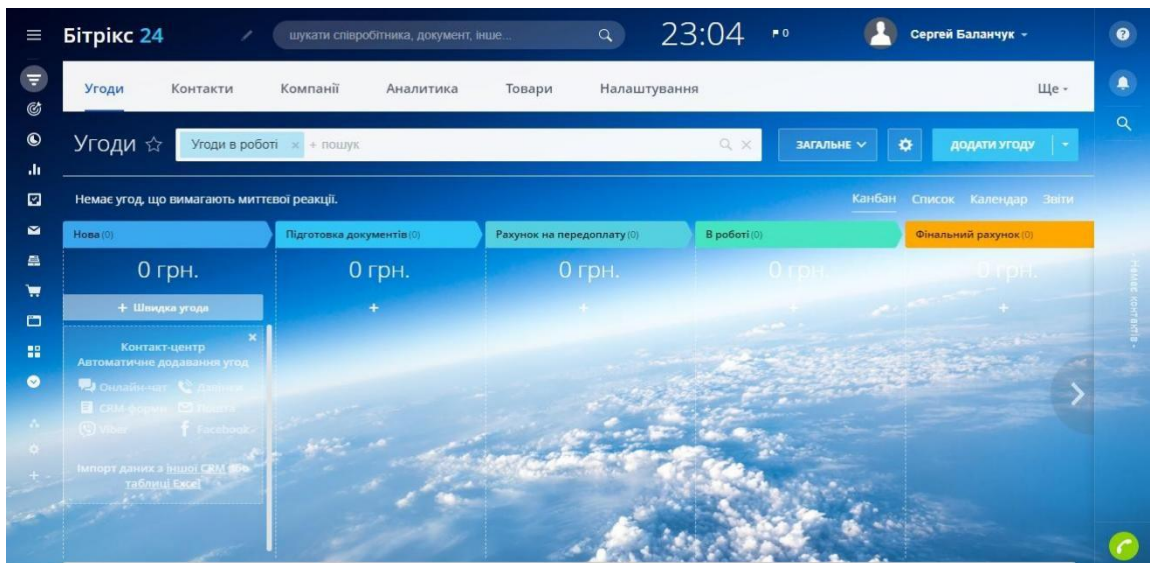 Бітрікс 24
шукати співробітника, документ, інше...
23:04
0
Сергей Баланчук
Угоди Контакти Компанії Аналитика Товари Налаштування Ще
Угоди Угоди в роботі × + пошук ЗАГАЛЬНЕ ДОДАТИ УГОДУ
Немає угод, що вимагають миттєвої реакції. Канбан Список Календар Звіти
Нова (0) Підготовка документів (0) Рахунок на передоплату (0) В роботі (0) Фінальний рахунок (0)
0 грн. 0 грн. 0 грн. 0 грн. 0 грн.
+ Швидка угода + + + +
Контакт-центр
Автоматичне додавання угод
Онлайн-чат Дзвінки
CRM-форми Пошта
Viber Facebook
Імпорт даних з іншої CRM або
таблиці Excel
- Немає контактів -